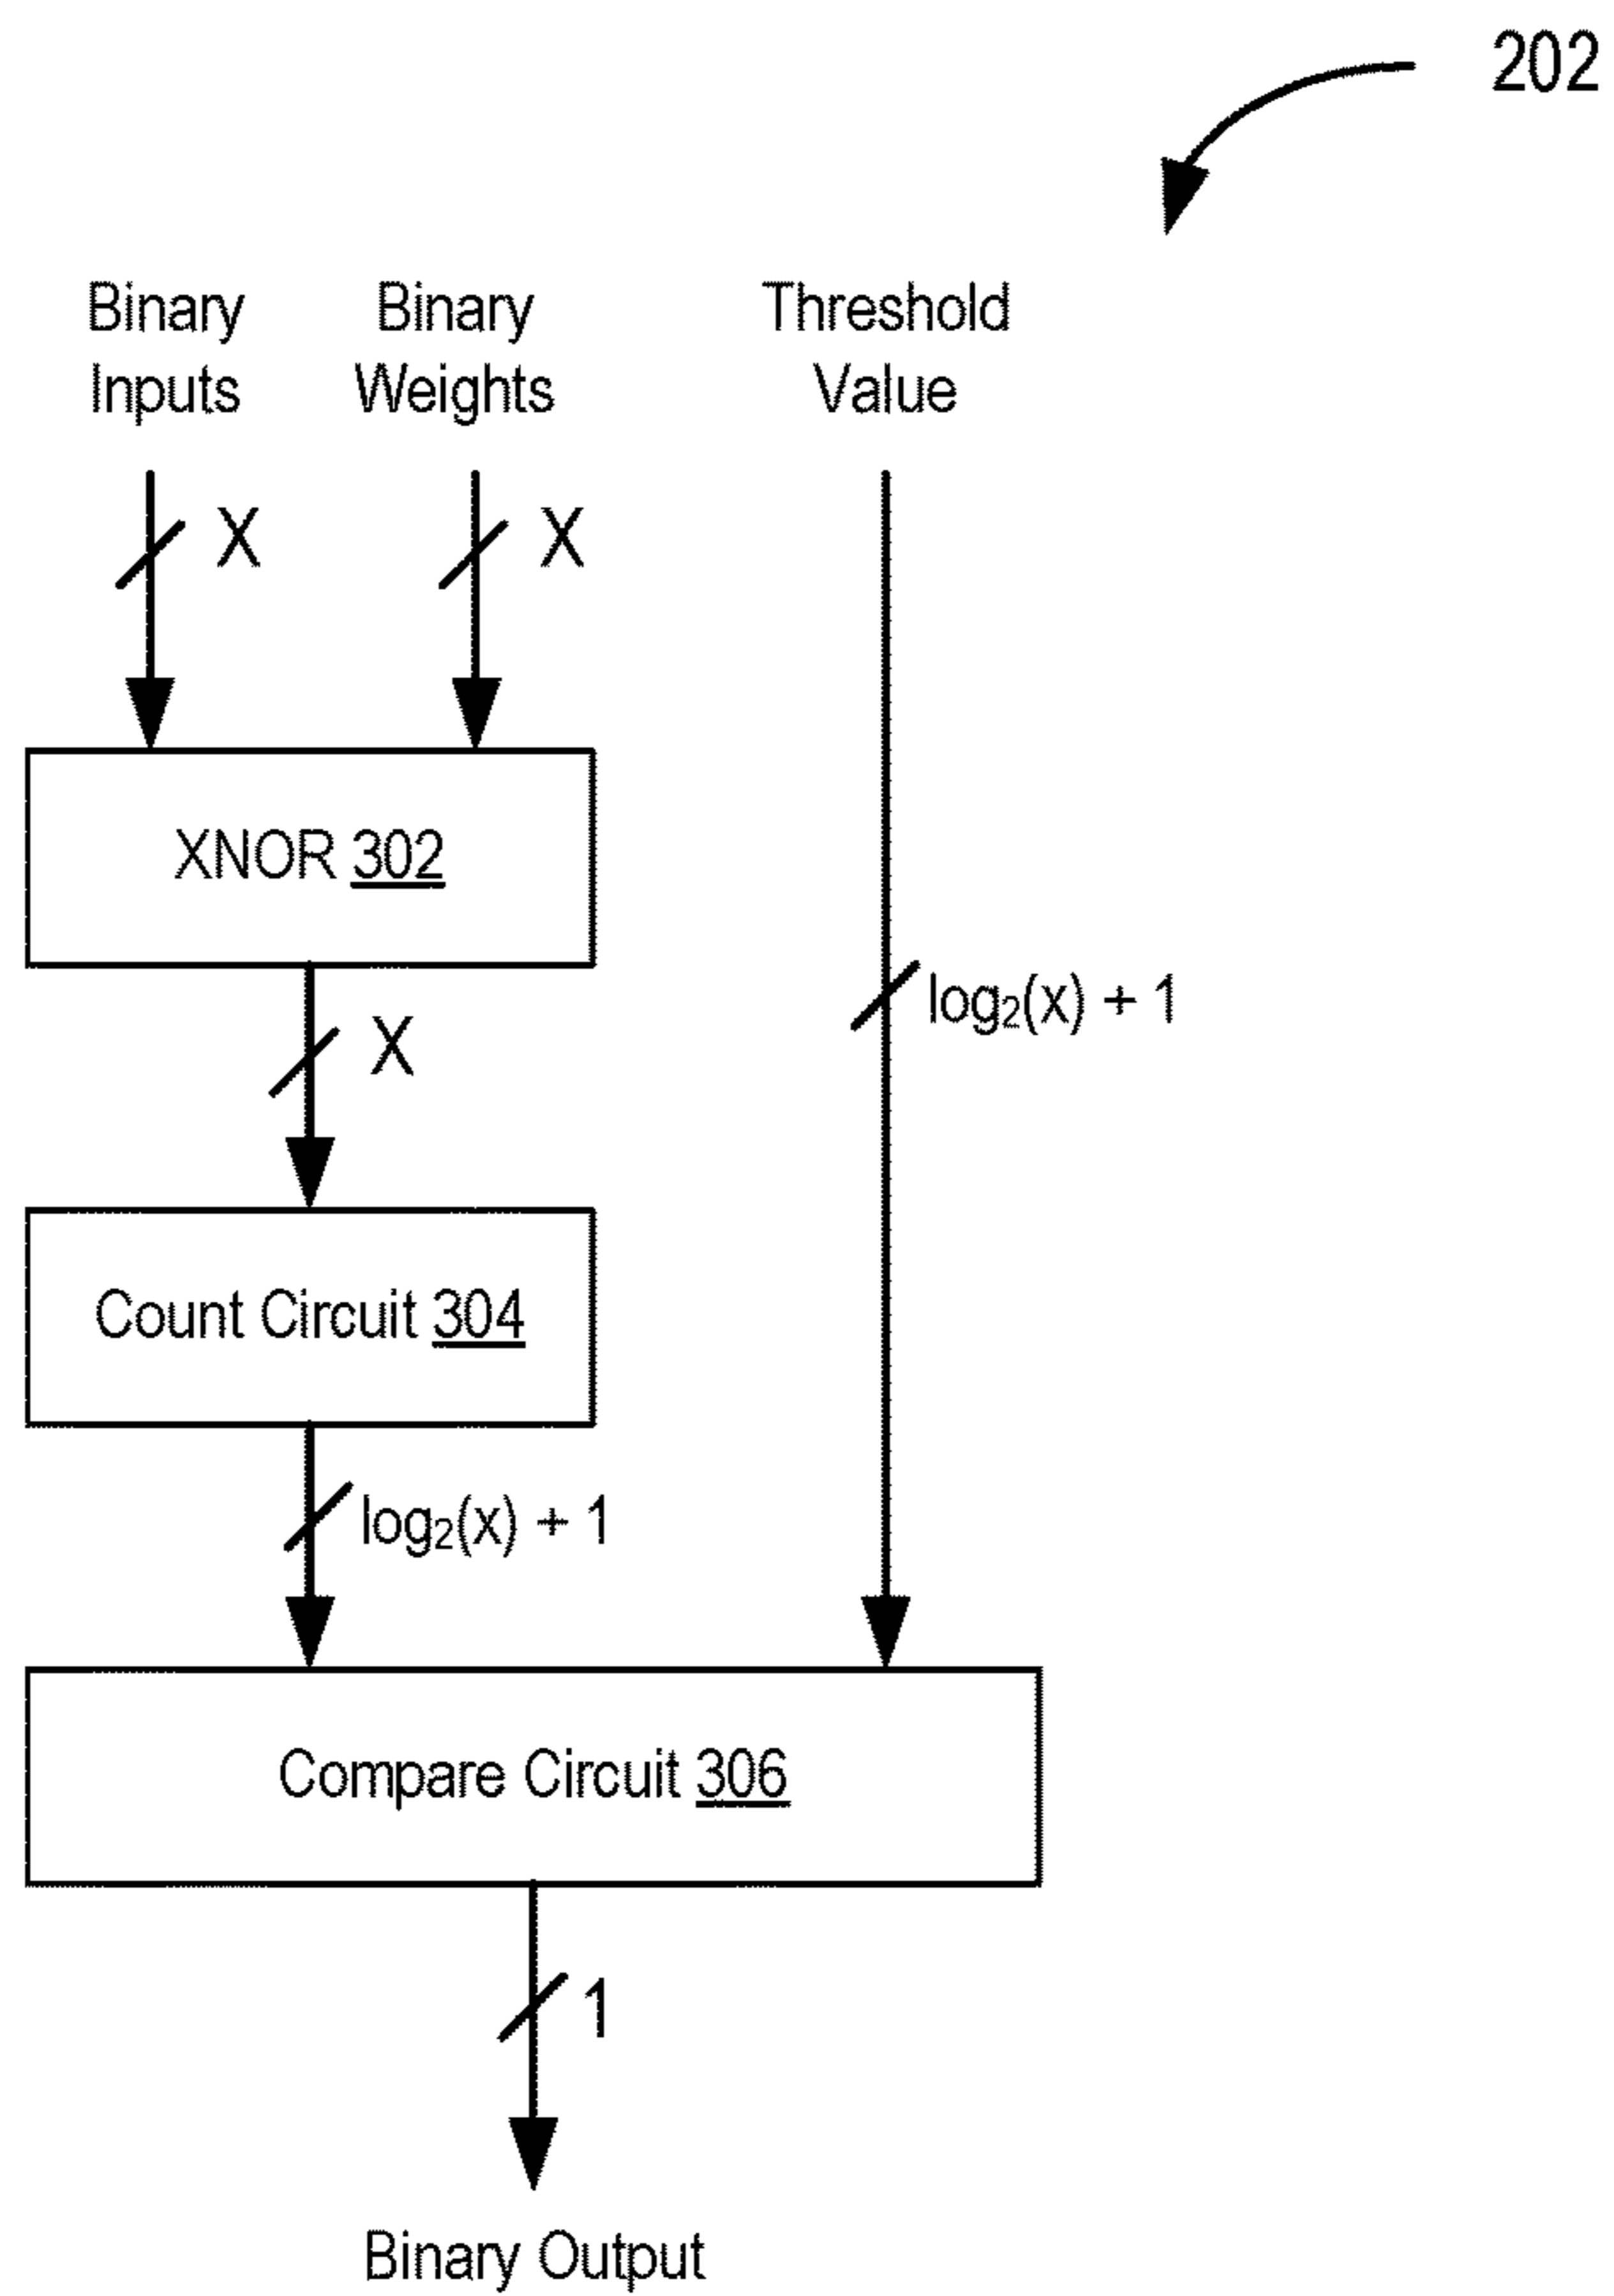 202
Binary Binary Threshold
Inputs Weights Value
X X
XNOR 302
log₂(x) + 1
X
Count Circuit 304
log₂(x) + 1
Compare Circuit 306
1
Binary Output